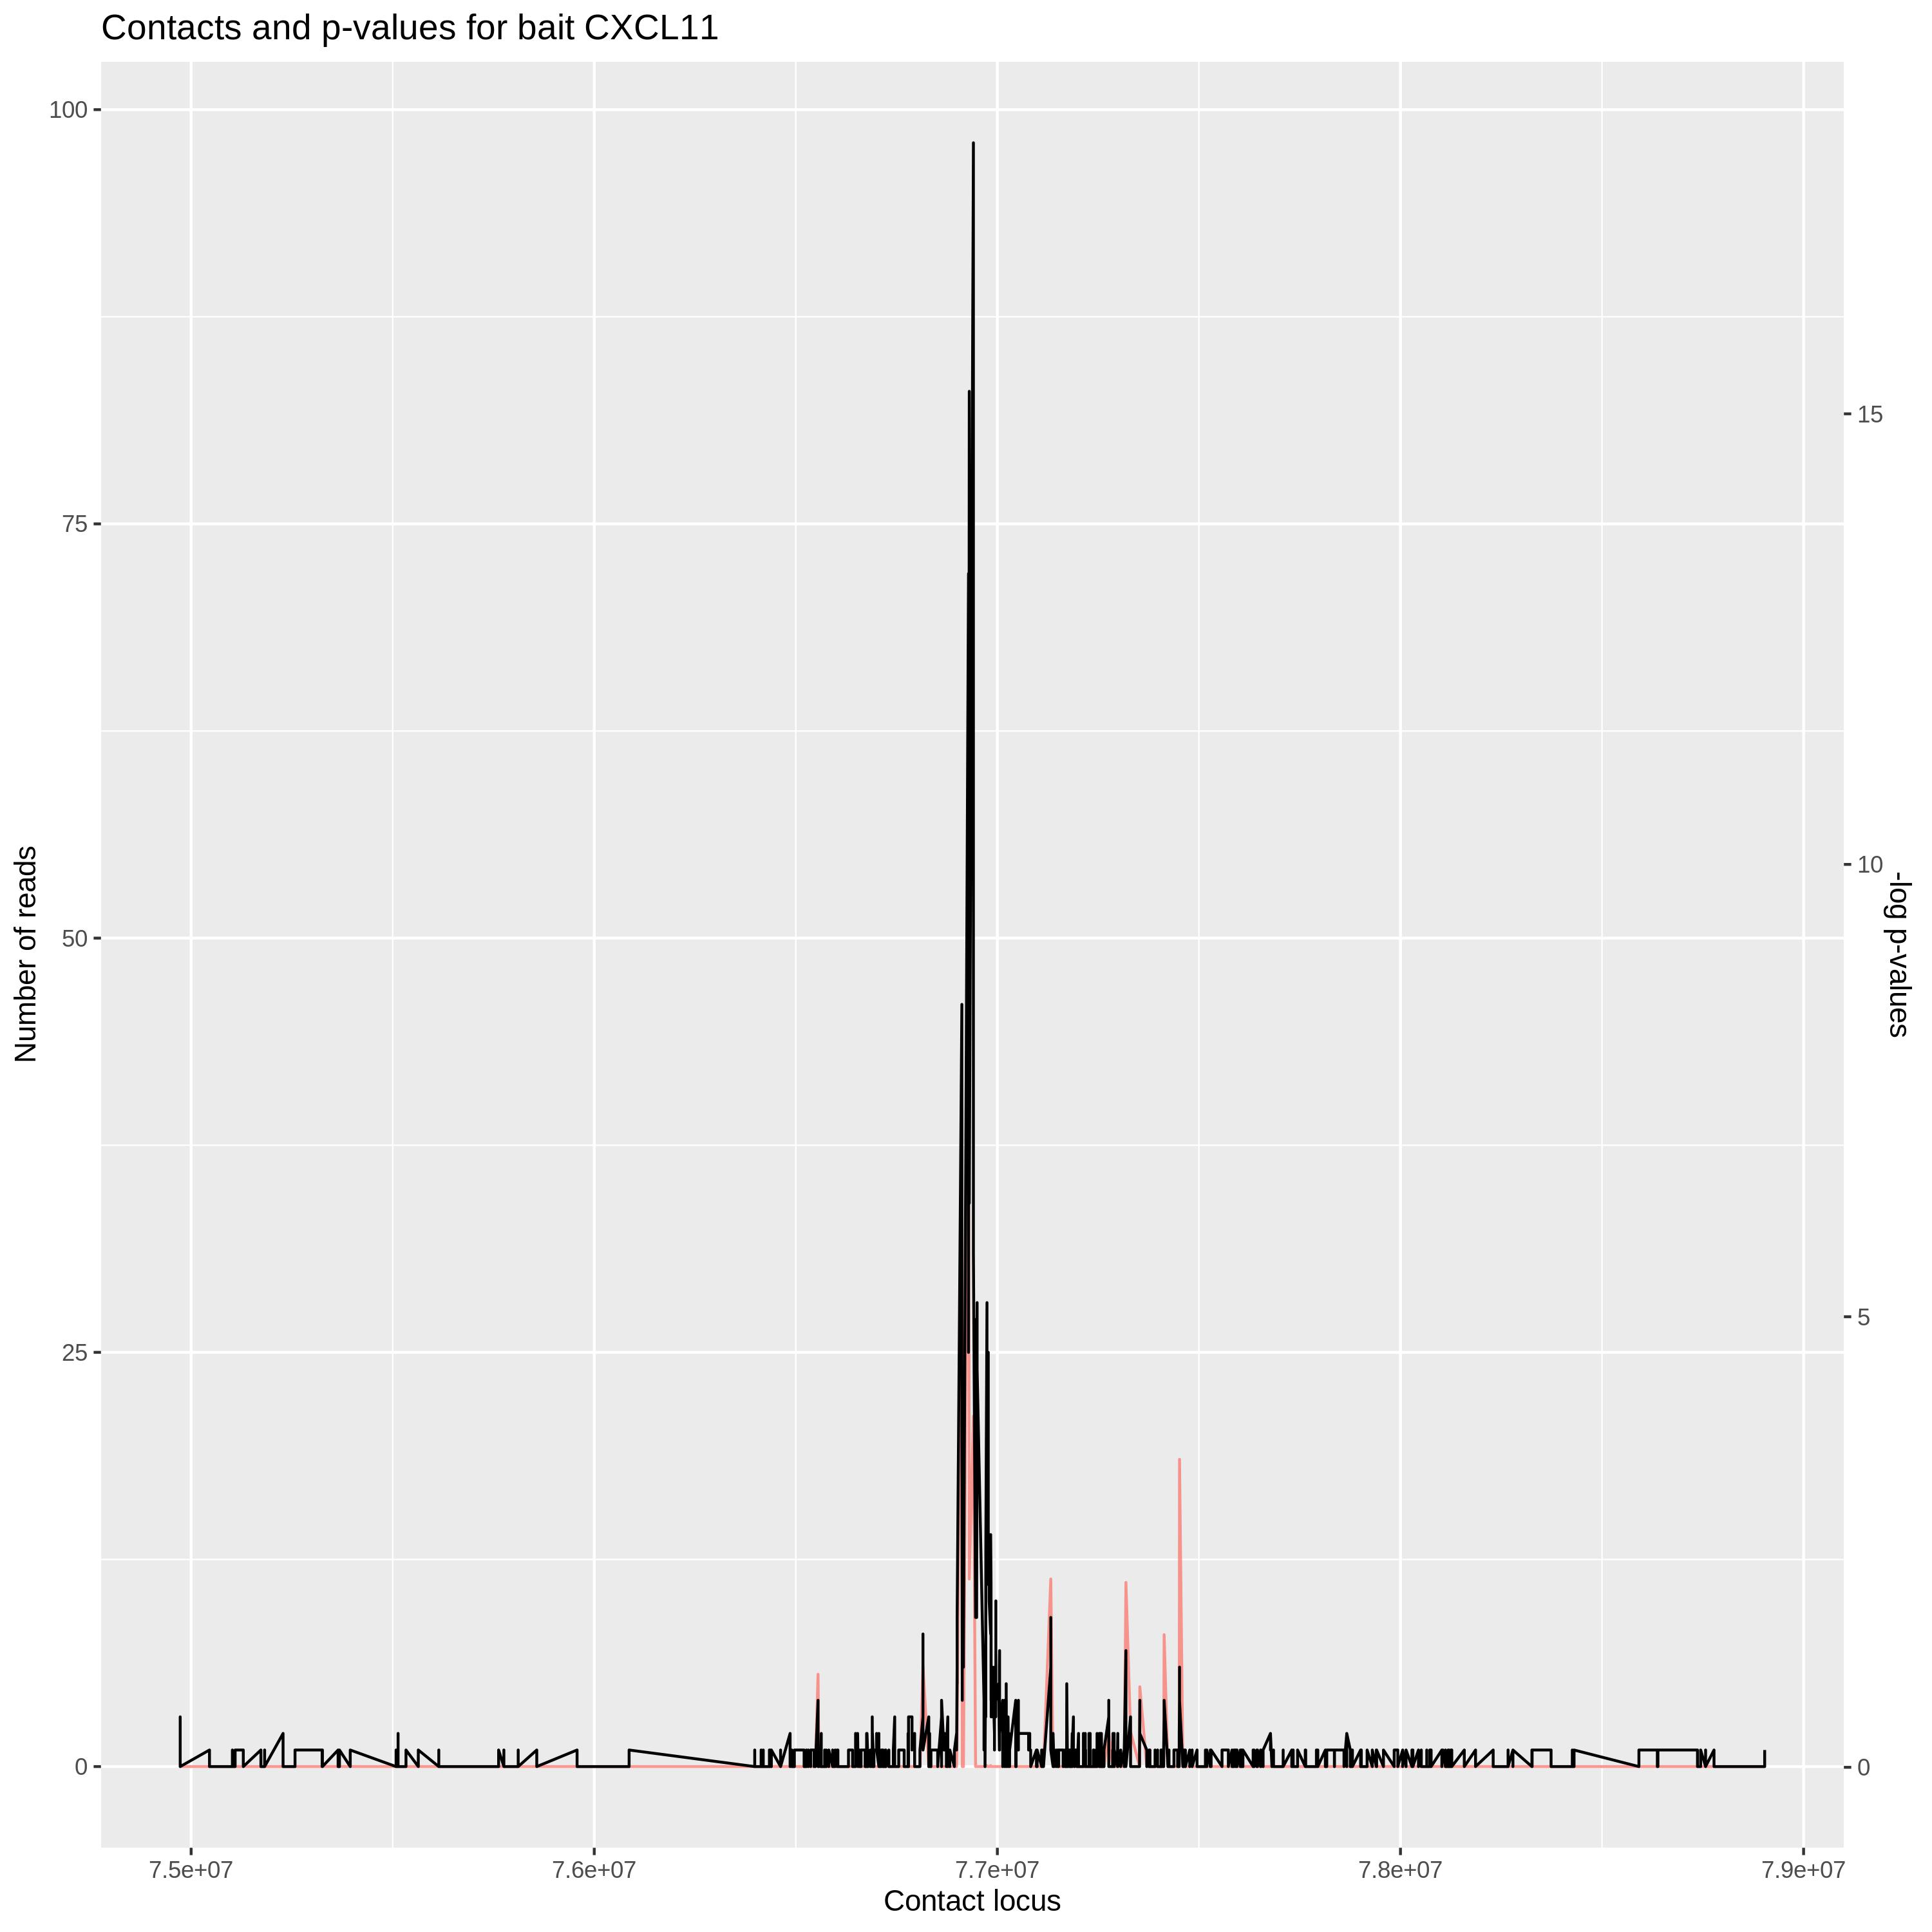 Contacts and p-values for bait CXCL11
100
75
50
25
0
Number of reads
15
10
5
0
-log p-values
7.5e+07
7.6e+07
7.7e+07
7.8e+07
7.9e+07
Contact locus